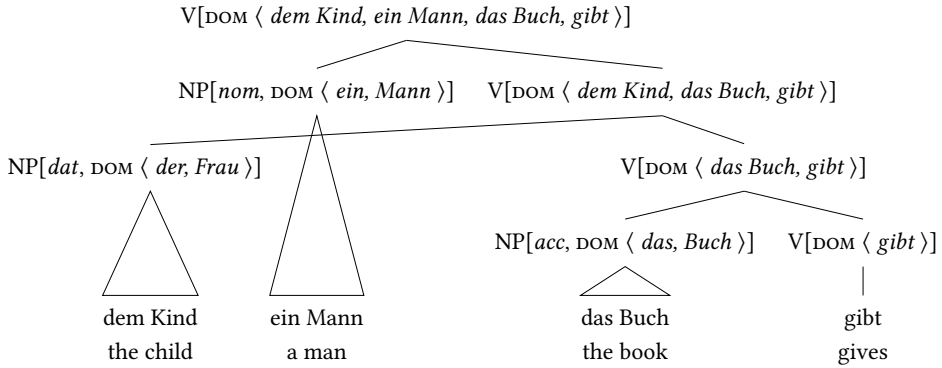 V[DOM ⟨ dem Kind, ein Mann, das Buch, gibt ⟩]
NP[nom, DOM ⟨ ein, Mann ⟩] V[DOM ⟨ dem Kind, das Buch, gibt ⟩]
NP[dat, DOM ⟨ der, Frau ⟩] V[DOM ⟨ das Buch, gibt ⟩]
NP[acc, DOM ⟨ das, Buch ⟩] V[DOM ⟨ gibt ⟩]
dem Kind ein Mann das Buch gibt
the child a man the book gives